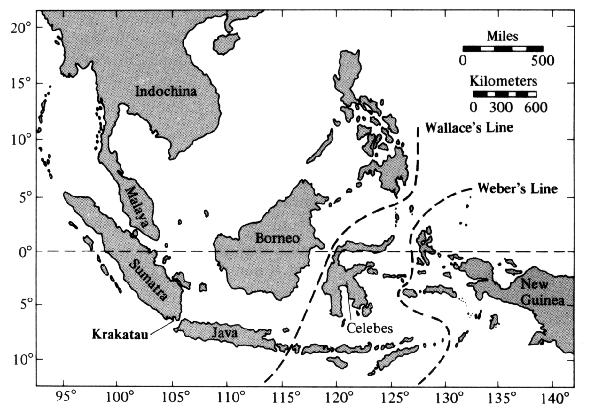 20°
15°
10°
5°
0°
5°
10°
Miles
0 500
Kilometers
0 300 600
Indochina
Wallace's Line
Weber's Line
Malaya
Borneo
Sumatra
New
Guinea
Celebes
Krakatau
Java
95° 100° 105° 110° 115° 120° 125° 130° 135° 140°